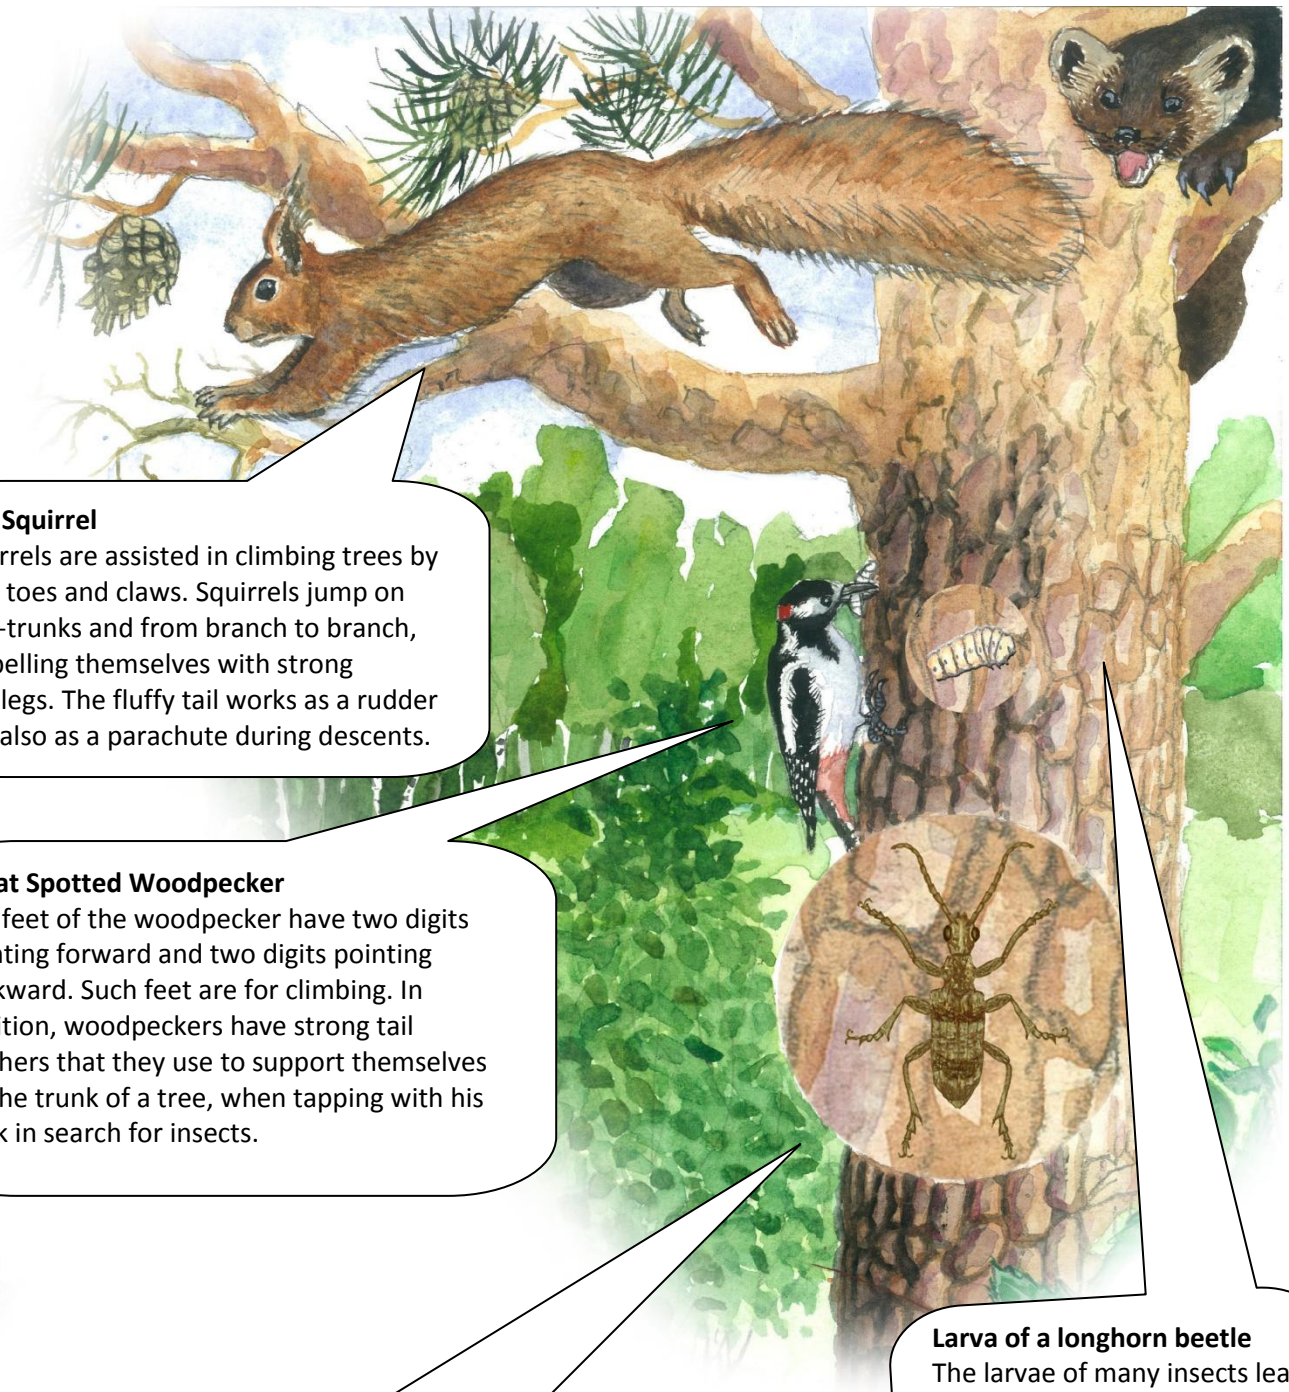 Squirrel
rrels are assisted in climbing trees by
toes and claws. Squirrels jump on
-trunks and from branch to branch,
pelling themselves with strong
legs. The fluffy tail works as a rudder
also as a parachute during descents.
at Spotted Woodpecker
feet of the woodpecker have two digits
nting forward and two digits pointing
kward. Such feet are for climbing. In
ition, woodpeckers have strong tail
thers that they use to support themselves
he trunk of a tree, when tapping with his
k in search for insects.
Larva of a longhorn beetle
The larvae of many insects lea